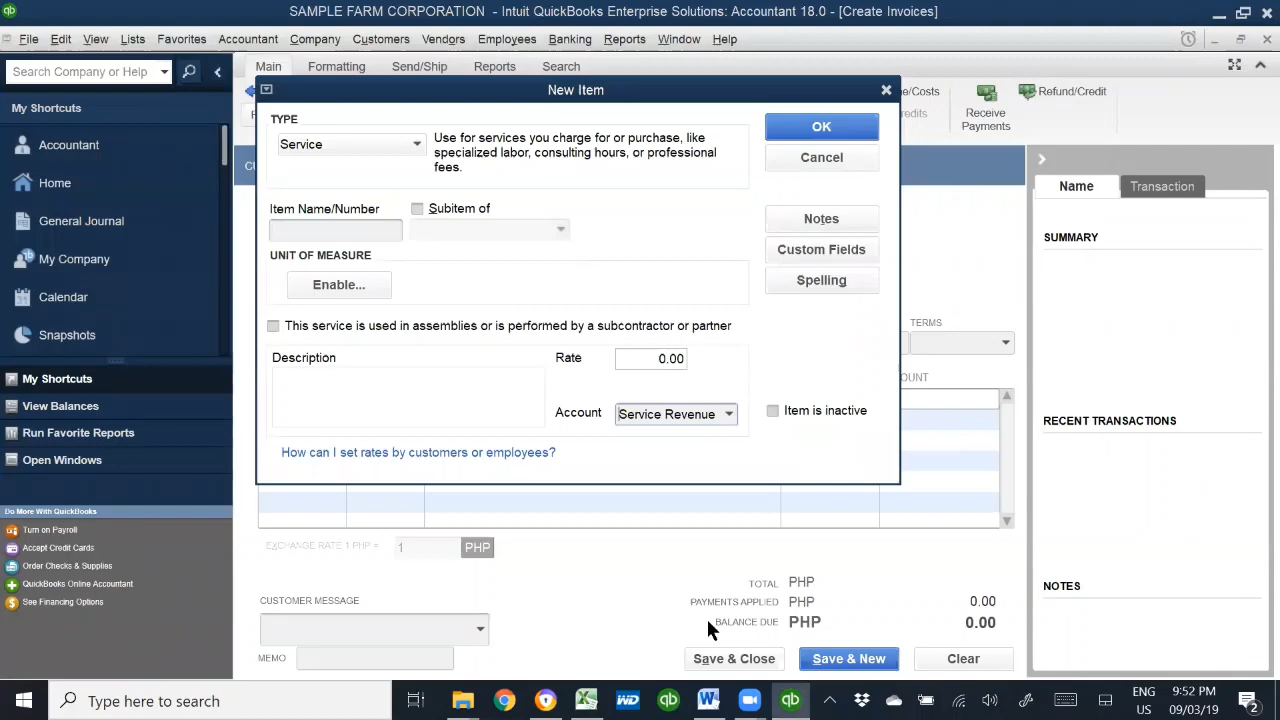 SAMPLE FARM CORPORATION - Intuit QuickBooks Enterprise Solutions: Accountant 18.0 - [Create Invoices]
File Edit View Lists Favorites Accountant Company Customers Vendors Employees Banking Reports Window Help
Search Company or Help
Main Formatting Send/Ship Reports Search
My Shortcuts
Accountant
Home
General Journal
My Company
Calendar
Snapshots
My Shortcuts
View Balances
Run Favorite Reports
Open Windows
Do More With QuickBooks
Turn on Payroll
Accept Credit Cards
Order Checks & Supplies
QuickBooks Online Accountant
See Financing Options
New Item
TYPE
Service
Use for services you charge for or purchase, like
specialized labor, consulting hours, or professional
fees.
OK
Cancel
Item Name/Number
Subitem of
Notes
UNIT OF MEASURE
Custom Fields
Enable...
Spelling
This service is used in assemblies or is performed by a subcontractor or partner
Description
Rate
0.00
Account
Service Revenue
Item is inactive
How can I set rates by customers or employees?
e/Costs
Refund/Credit
redits
Receive
Payments
CU
TERMS
OUNT
EXCHANGE RATE 1 PHP =
1
PHP
CUSTOMER MESSAGE
MEMO
TOTAL PHP
PAYMENTS APPLIED PHP 0.00
BALANCE DUE PHP 0.00
Save & Close
Save & New
Clear
Name
Transaction
SUMMARY
RECENT TRANSACTIONS
NOTES
Type here to search
ENG
US
9:52 PM
09/03/19
2